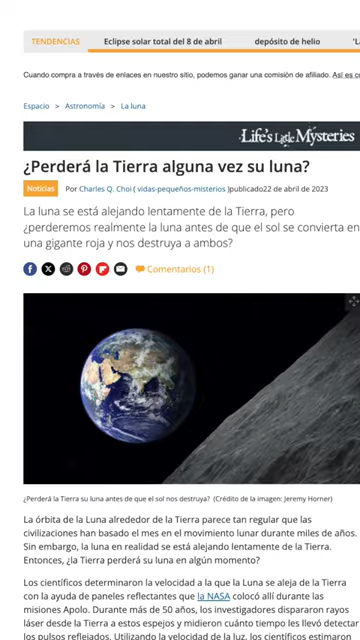 TENDENCIAS Eclipse solar total del 8 de abril depósito de helio 'L
Cuando compra a través de enlaces en nuestro sitio, podemos ganar una comisión de afiliado. Así es co
Espacio > Astronomía > La luna
Life's Little Mysteries
¿Perderá la Tierra alguna vez su luna?
Noticias Por Charles Q. Choi ( vidas-pequeños-misterios )publicado22 de abril de 2023
La luna se está alejando lentamente de la Tierra, pero
¿perderemos realmente la luna antes de que el sol se convierta en
una gigante roja y nos destruya a ambos?
Comentarios (1)
¿Perderá la Tierra su luna antes de que el sol nos destruya? (Crédito de la imagen: Jeremy Horner)
La órbita de la Luna alrededor de la Tierra parece tan regular que las
civilizaciones han basado el mes en el movimiento lunar durante miles de años.
Sin embargo, la luna en realidad se está alejando lentamente de la Tierra.
Entonces, ¿la Tierra perderá su luna en algún momento?
Los científicos determinaron la velocidad a la que la Luna se aleja de la Tierra
con la ayuda de paneles reflectantes que la NASA colocó allí durante las
misiones Apolo. Durante más de 50 años, los investigadores dispararon rayos
láser desde la Tierra a estos espejos y midieron cuánto tiempo les llevó detectar
los pulsos reflejados. Utilizando la velocidad de la luz, los científicos estimaron